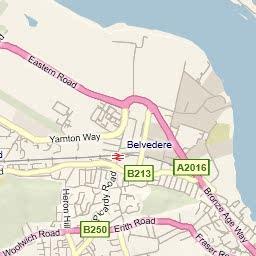 Eastern Road
Yarnton Way
Belvedere
A2016
B213
Heron Hill
Picardy Road
Bronze Age Way
B250
Erith Road
Woolwich Road
Fraser Road